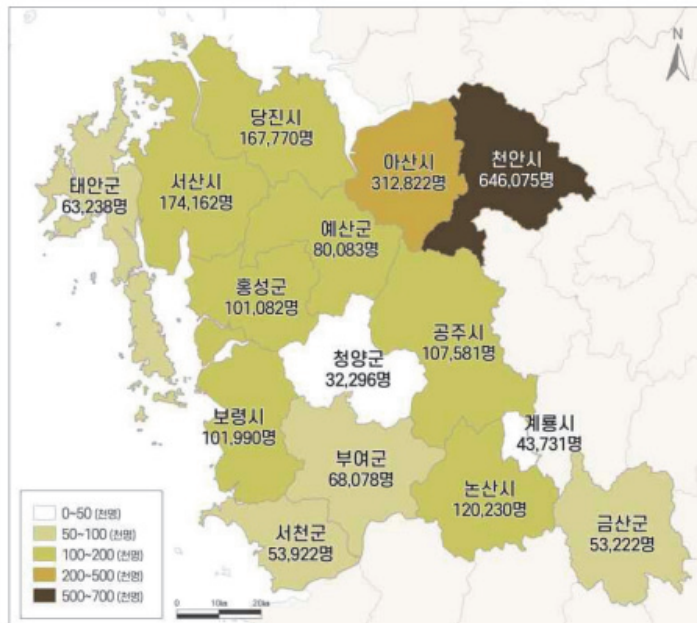 N
당진시
167,770명
아산시
312,822명
천안시
646,075명
태안군
63,238명
서산시
174,162명
예산군
80,083명
홍성군
101,082명
공주시
107,581명
청양군
32,296명
보령시
101,990명
계룡시
43,731명
부여군
68,078명
논산시
120,230명
금산군
53,222명
서천군
53,922명
0~50 (천명)
50~100 (천명)
100~200 (천명)
200~500 (천명)
500~700 (천명)
0 10㎞ 20㎞